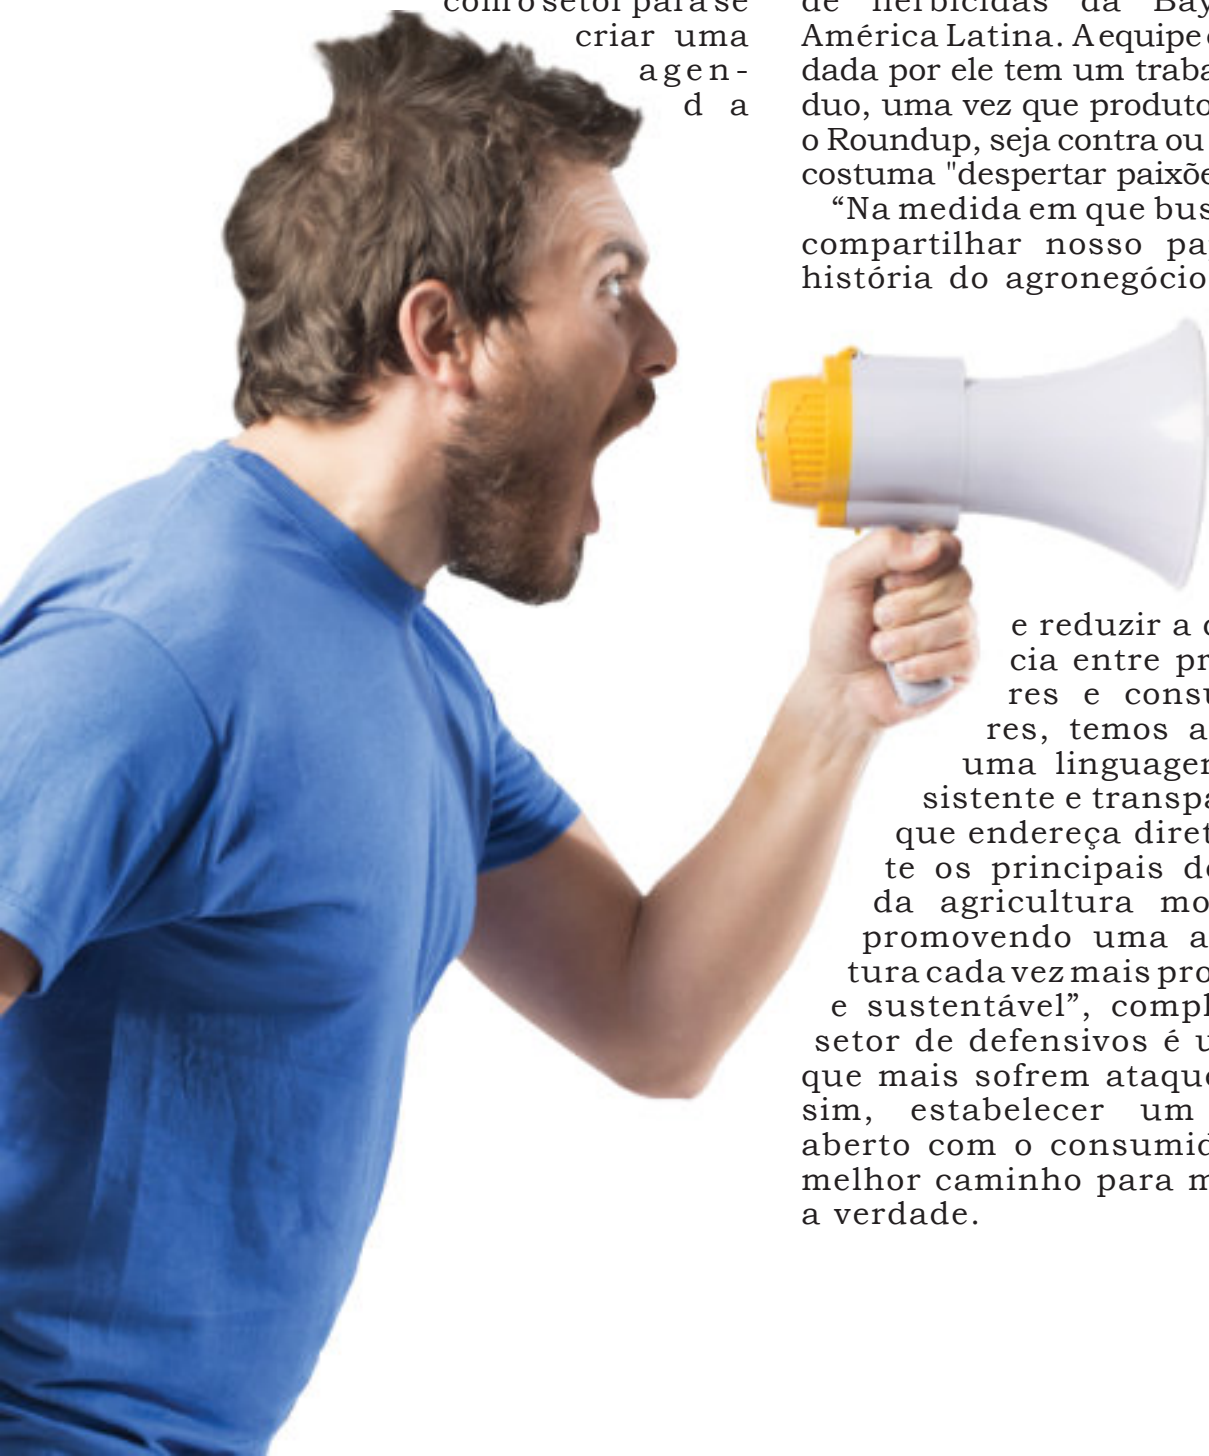 com o setor para se
criar uma
agen-
da
de herbicidas da Bay
América Latina. A equipe
dada por ele tem um traba
duo, uma vez que produto
o Roundup, seja contra ou
costuma "despertar paixõe
“Na medida em que bus
compartilhar nosso pa
história do agronegócio
e reduzir a
cia entre pr
res e consu
res, temos a
uma linguager
sistente e transpa
que endereça diret
te os principais de
da agricultura mo
promovendo uma a
tura cada vez mais pro
e sustentável”, compl
setor de defensivos é u
que mais sofrem ataque
sim, estabelecer um
aberto com o consumid
melhor caminho para m
a verdade.